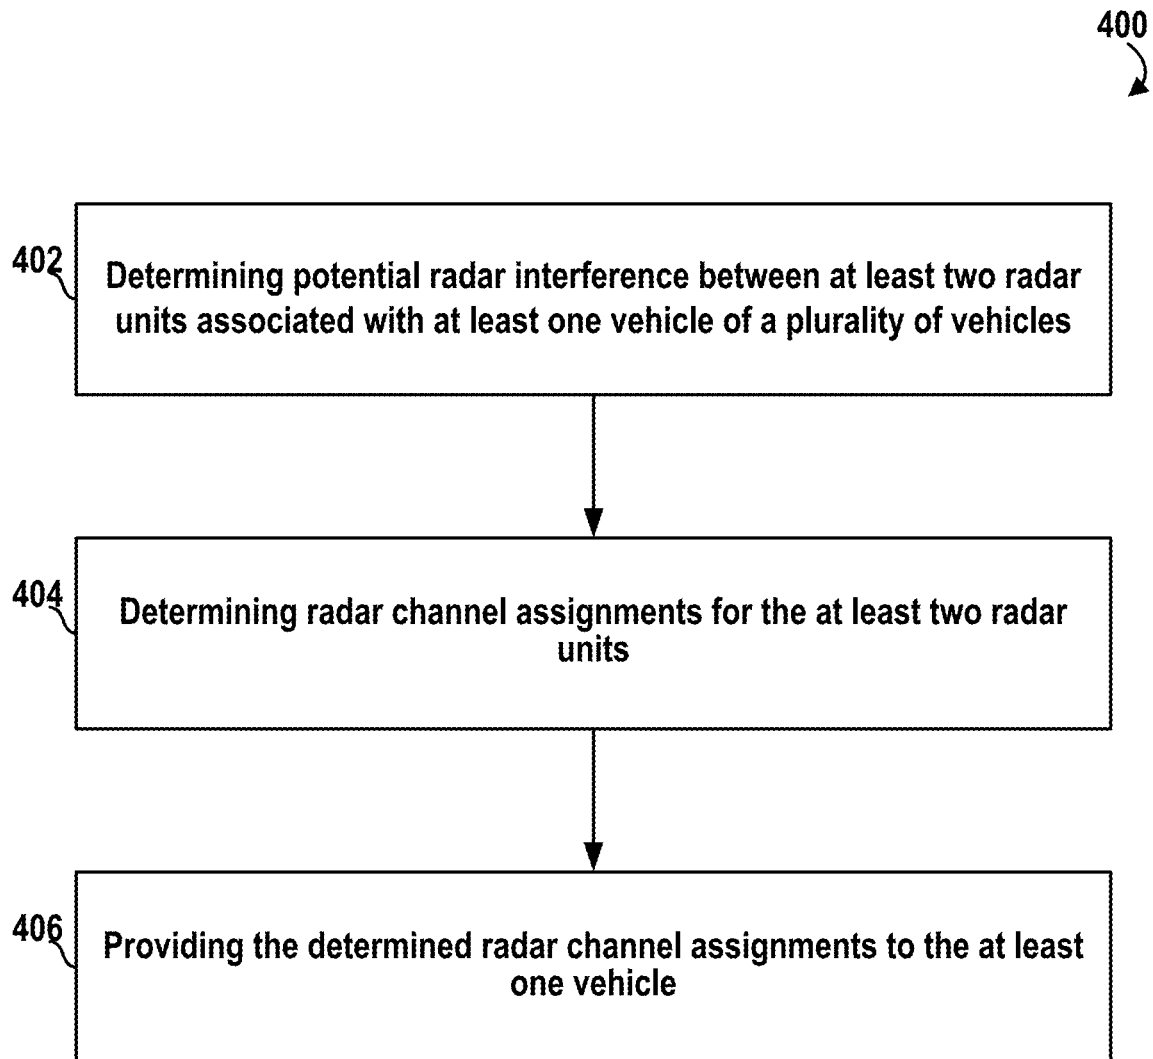 400
402
Determining potential radar interference between at least two radar
units associated with at least one vehicle of a plurality of vehicles
404
Determining radar channel assignments for the at least two radar
units
406
Providing the determined radar channel assignments to the at least
one vehicle